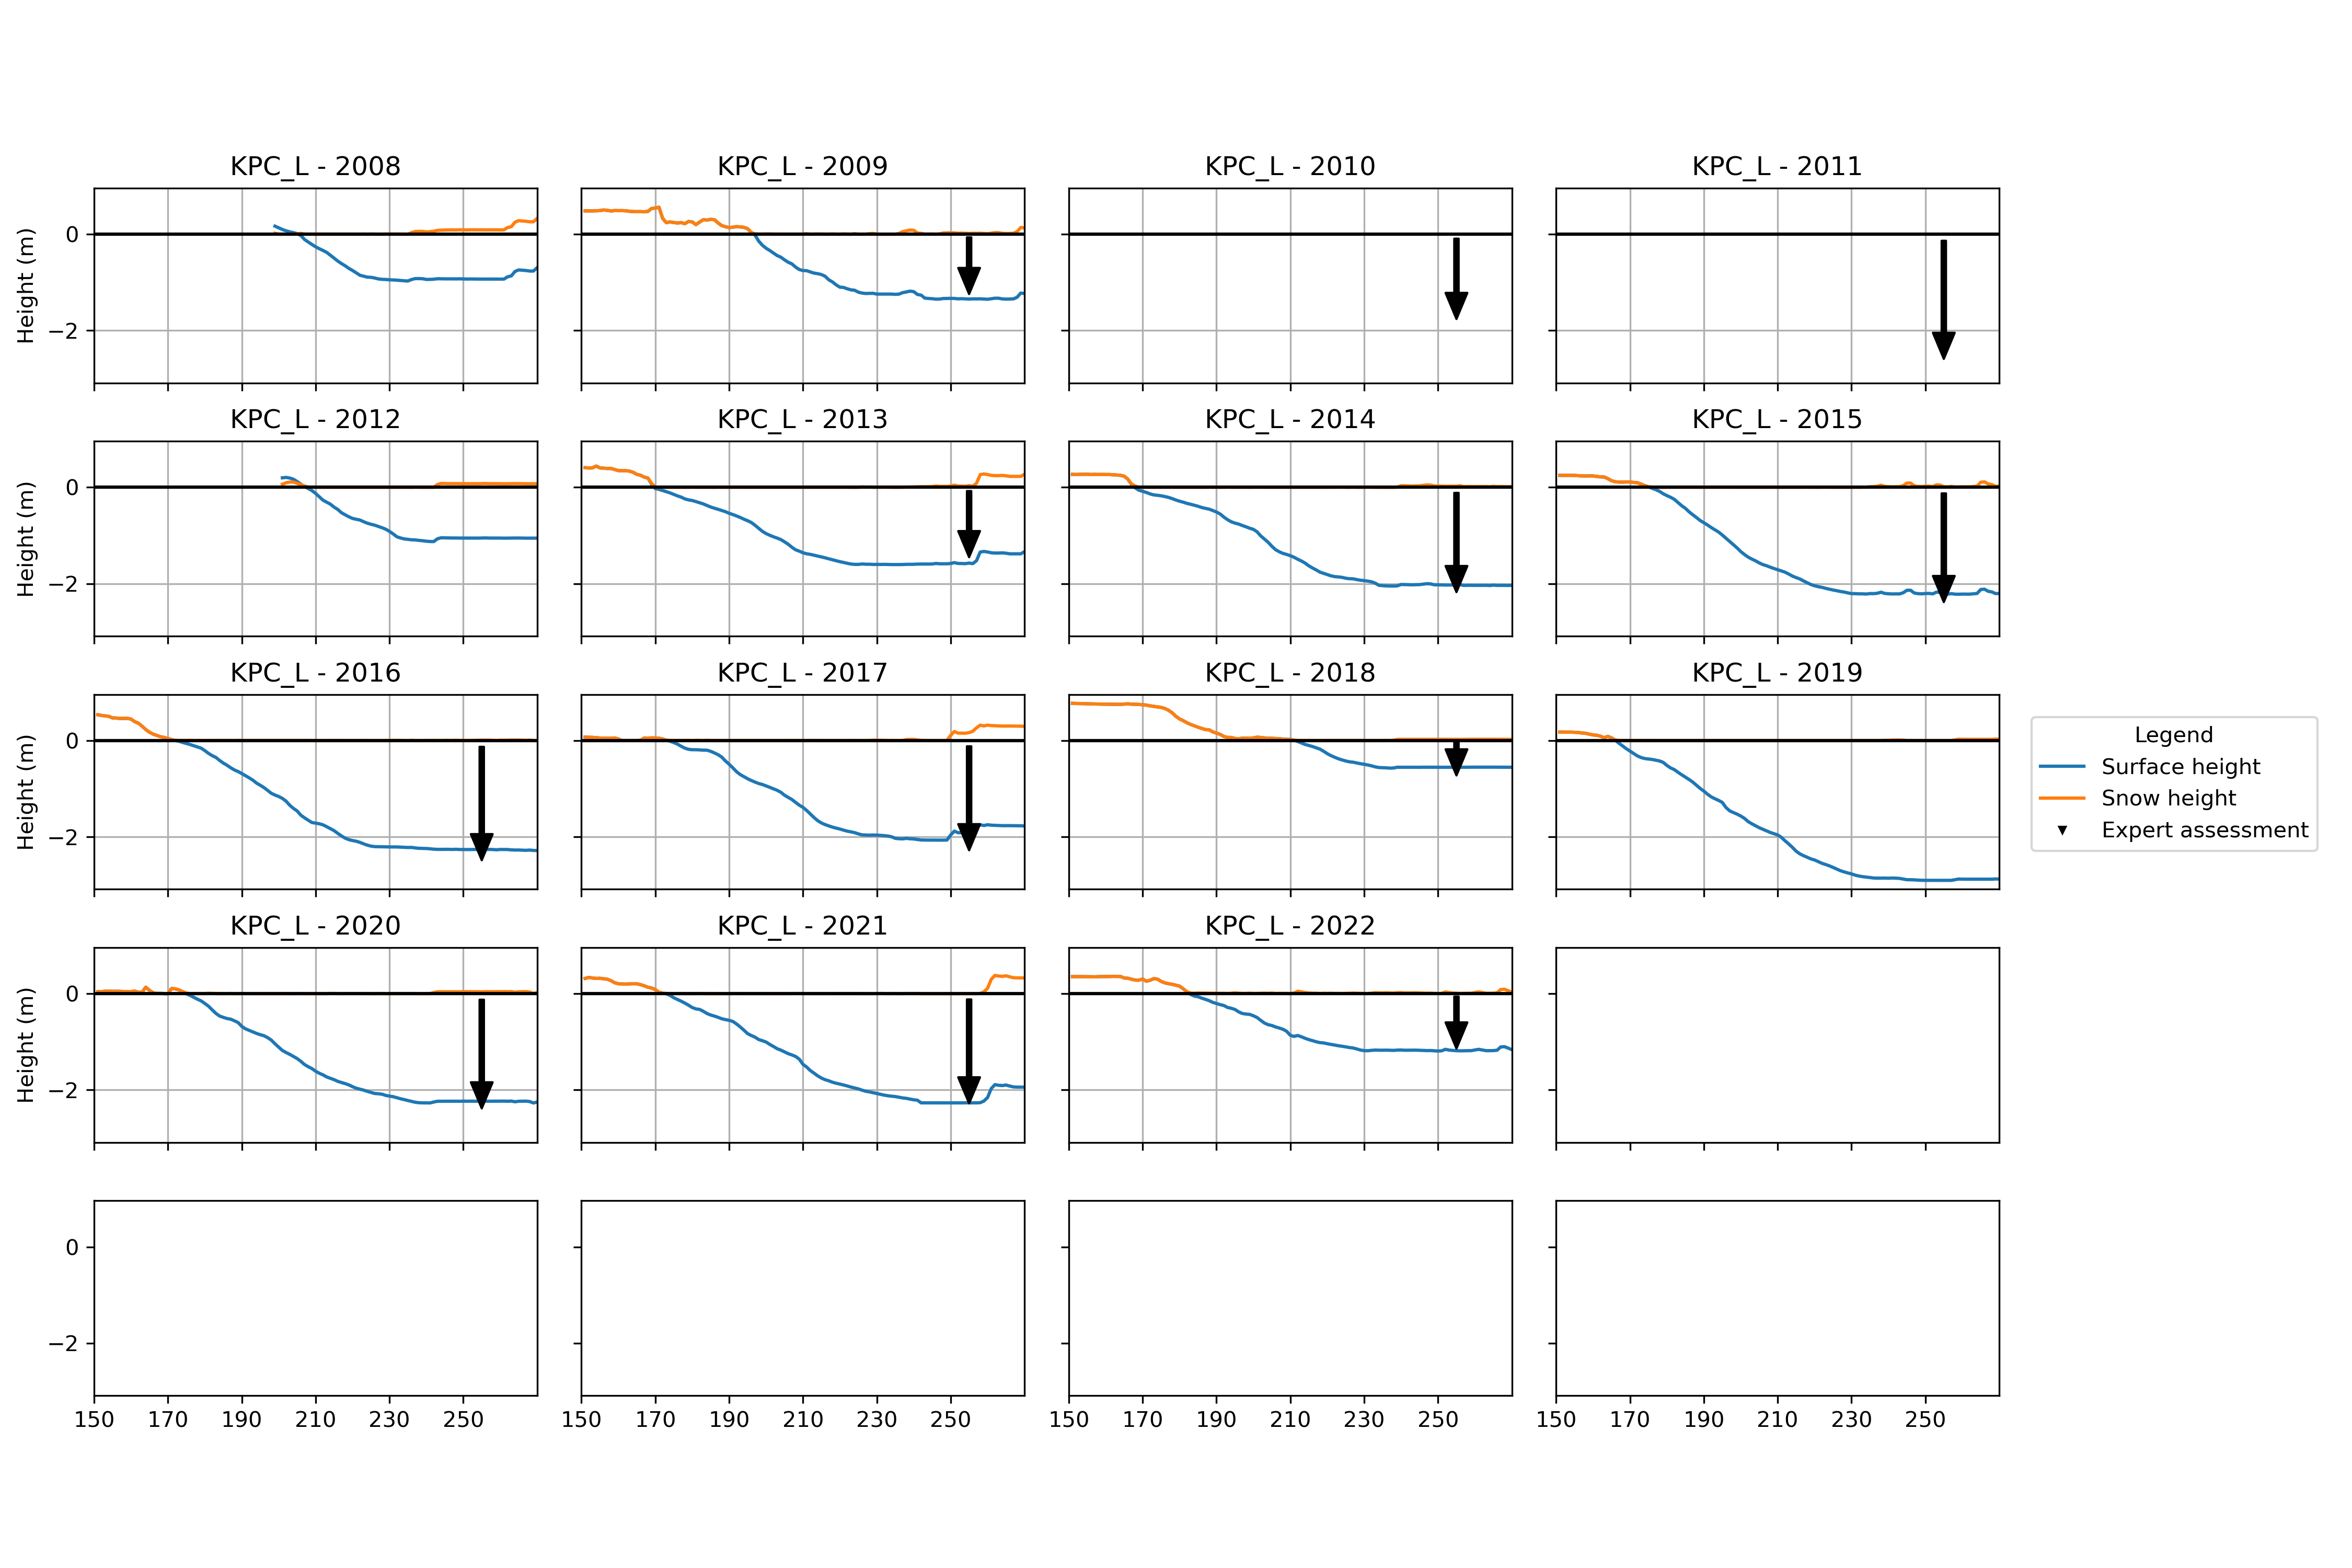 KPC_L - 2008
KPC_L - 2009
KPC_L - 2010
KPC_L - 2011
Height (m)
0
−2
KPC_L - 2012
KPC_L - 2013
KPC_L - 2014
KPC_L - 2015
Height (m)
0
−2
KPC_L - 2016
KPC_L - 2017
KPC_L - 2018
KPC_L - 2019
Height (m)
0
−2
Legend
Surface height
Snow height
Expert assessment
KPC_L - 2020
KPC_L - 2021
KPC_L - 2022
Height (m)
0
−2
0
−2
150 170 190 210 230 250
150 170 190 210 230 250
150 170 190 210 230 250
150 170 190 210 230 250